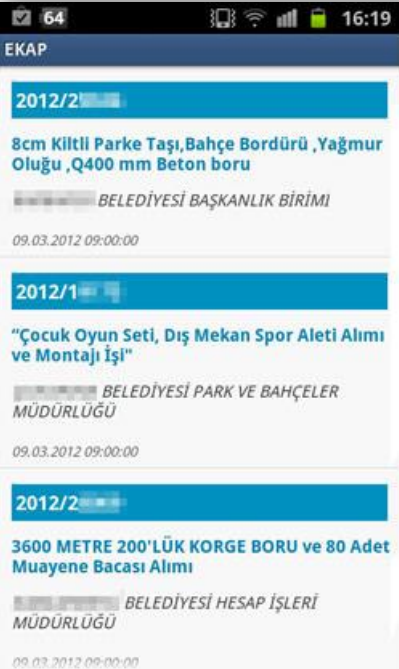 64 16:19
EKAP
2012/2
8cm Kiltli Parke Taşı,Bahçe Bordürü ,Yağmur
Oluğu ,Q400 mm Beton boru
BELEDİYESİ BAŞKANLIK BİRİMİ
09.03.2012 09:00:00
2012/1
“Çocuk Oyun Seti, Dış Mekan Spor Aleti Alımı
ve Montajı İşi"
BELEDİYESİ PARK VE BAHÇELER
MÜDÜRLÜĞÜ
09.03.2012 09:00:00
2012/2
3600 METRE 200'LÜK KORGE BORU ve 80 Adet
Muayene Bacası Alımı
BELEDİYESİ HESAP İŞLERİ
MÜDÜRLÜĞÜ
09.03.2012 09:00:00